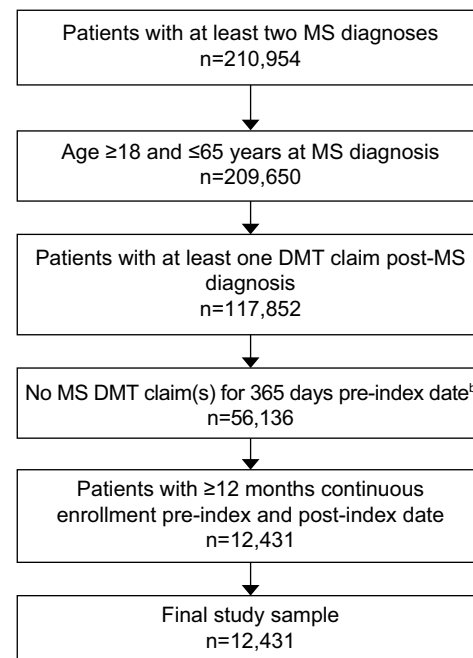 Patients with at least two MS diagnoses
n=210,954
Age ≥18 and ≤65 years at MS diagnosis
n=209,650
Patients with at least one DMT claim post-MS
diagnosis
n=117,852
No MS DMT claim(s) for 365 days pre-index dateᵇ
n=56,136
Patients with ≥12 months continuous
enrollment pre-index and post-index date
n=12,431
Final study sample
n=12,431